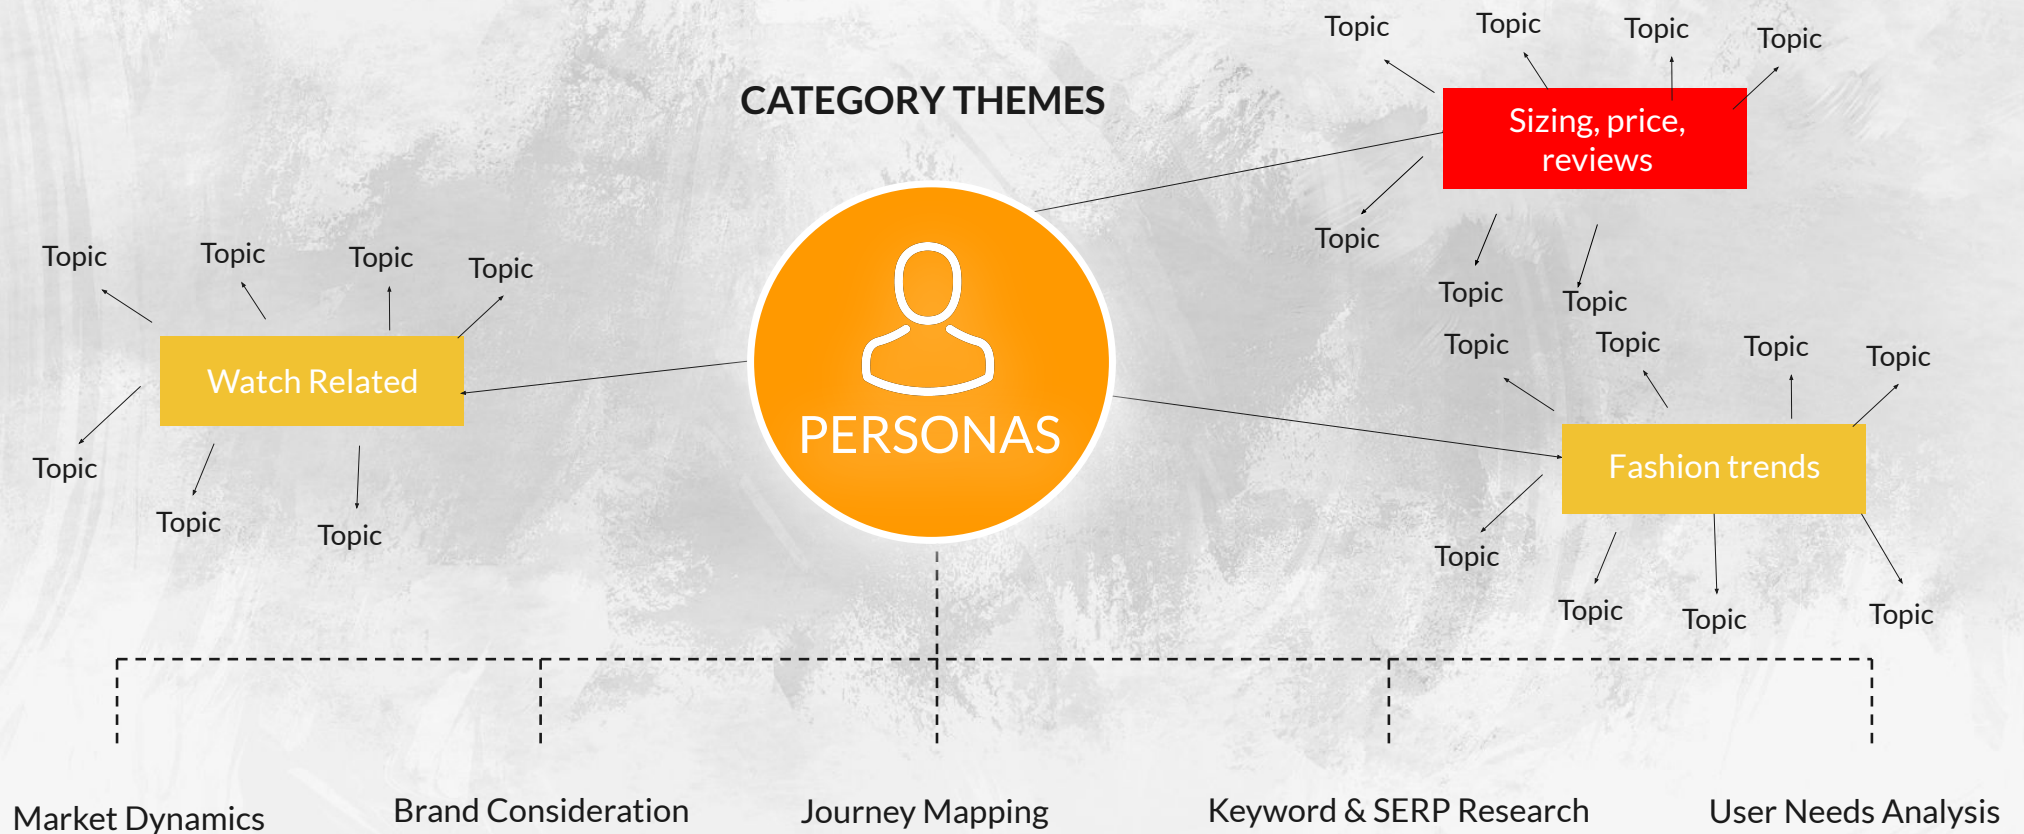 CATEGORY THEMES
Topic
Topic
Topic
Topic
Sizing, price,
reviews
Topic
Topic
Topic
Topic
Topic
Topic
Topic
Watch Related
Topic
Topic
Topic
PERSONAS
Topic
Topic
Topic
Topic
Fashion trends
Topic
Topic
Topic
Topic
Market Dynamics
Brand Consideration
Journey Mapping
Keyword & SERP Research
User Needs Analysis